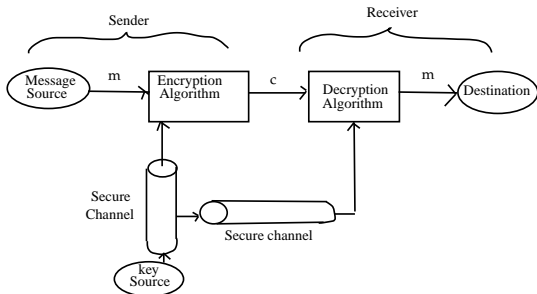 Sender
Receiver
Message
Source
m
Encryption
Algorithm
c
Decryption
Algorithm
m
Destination
Secure
Channel
Secure channel
key
Source